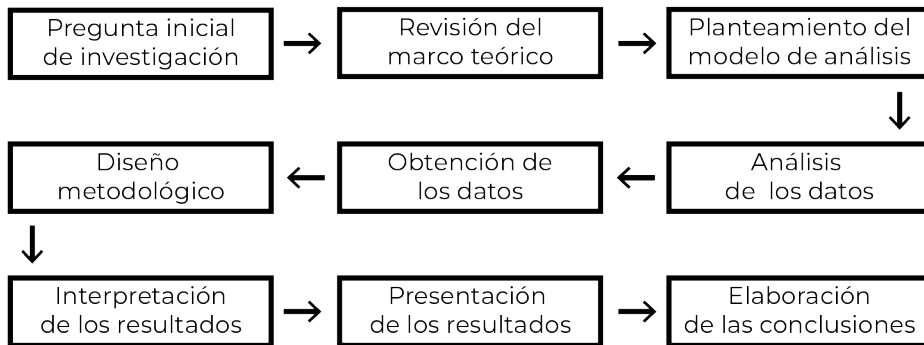 Pregunta inicial
de investigación
Revisión del
marco teórico
Planteamiento del
modelo de análisis
Análisis
de los datos
Obtención de
los datos
Diseño
metodológico
Interpretación
de los resultados
Presentación
de los resultados
Elaboración
de las conclusiones